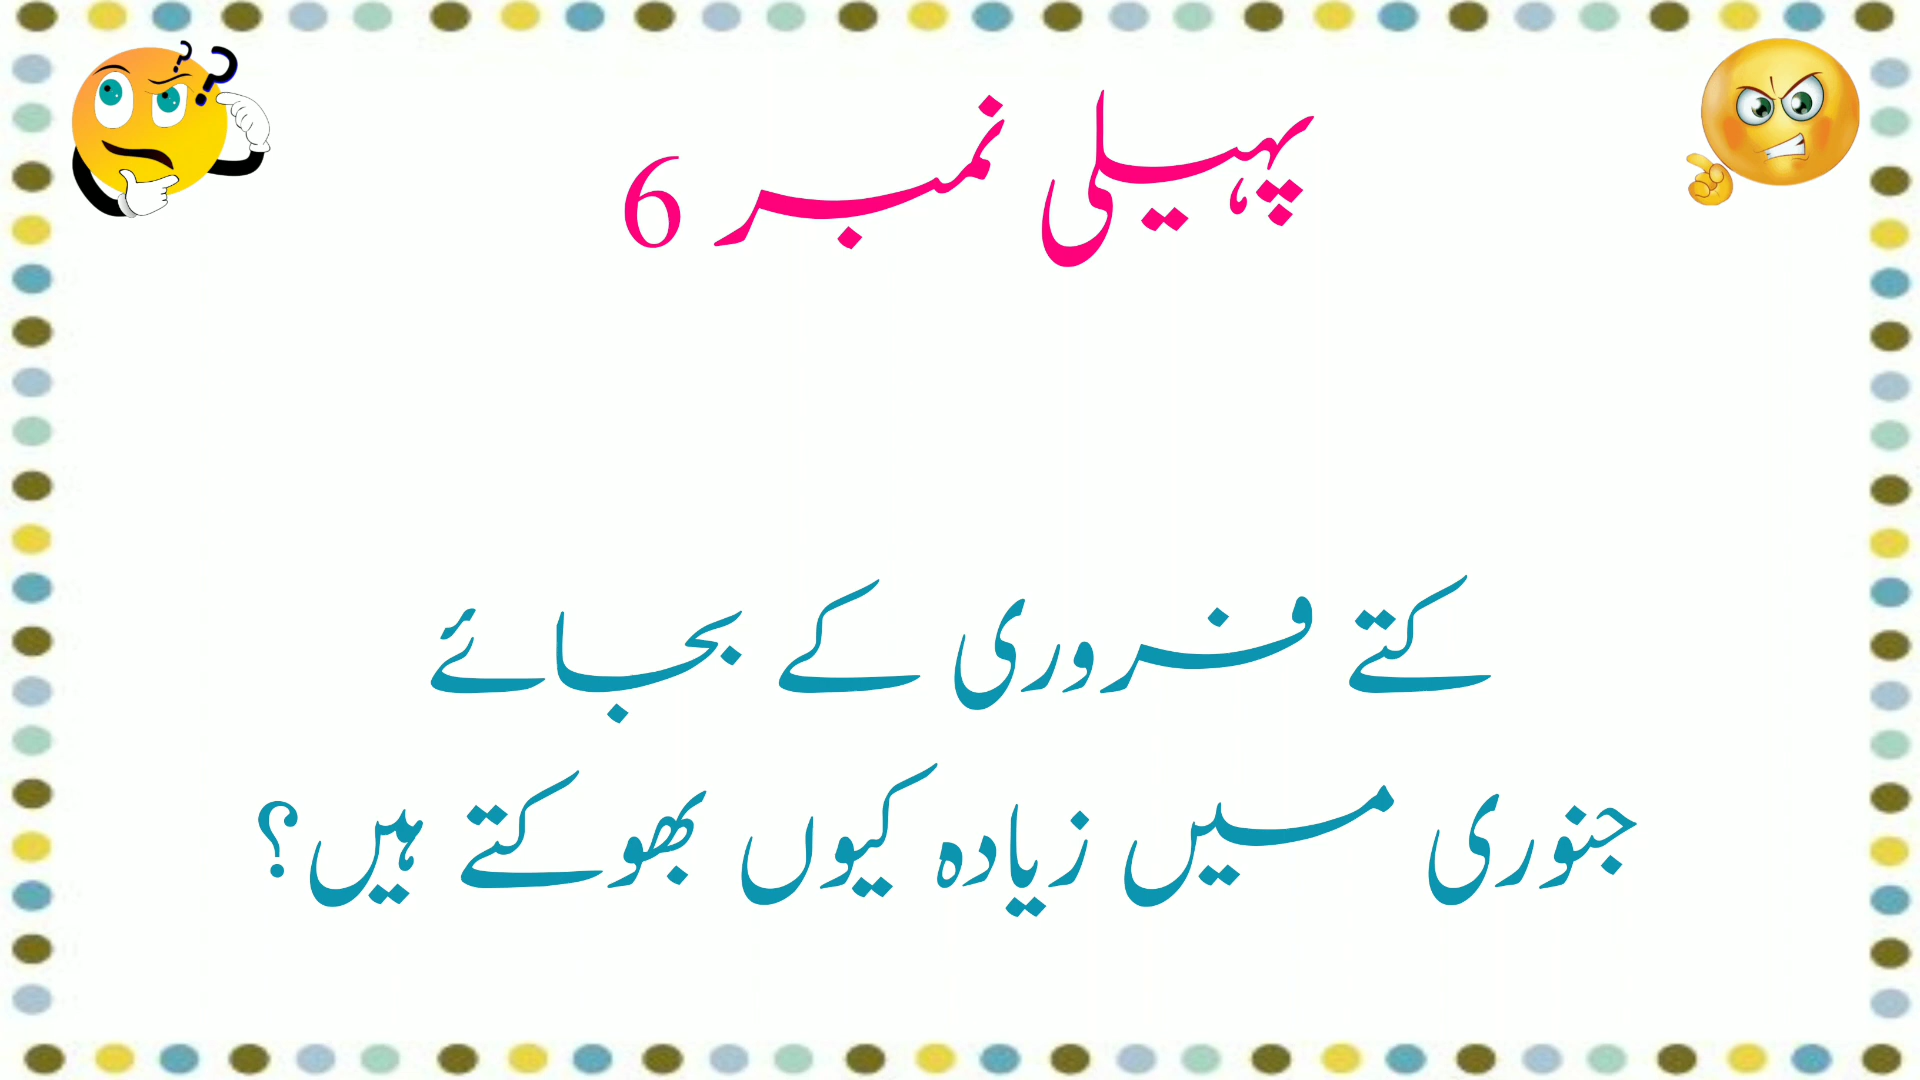 پہیلی نمبر 6
کتے فروری کے بجائے
جنوری میں زیادہ کیوں بھوکتے ہیں؟